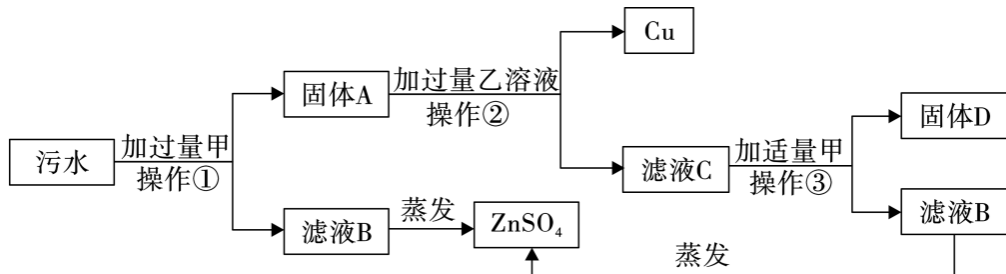 Cu
固体A
加过量乙溶液
操作②
固体D
污水
加过量甲
操作①
滤液C
加适量甲
操作③
滤液B
蒸发
ZnSO₄
滤液B
蒸发